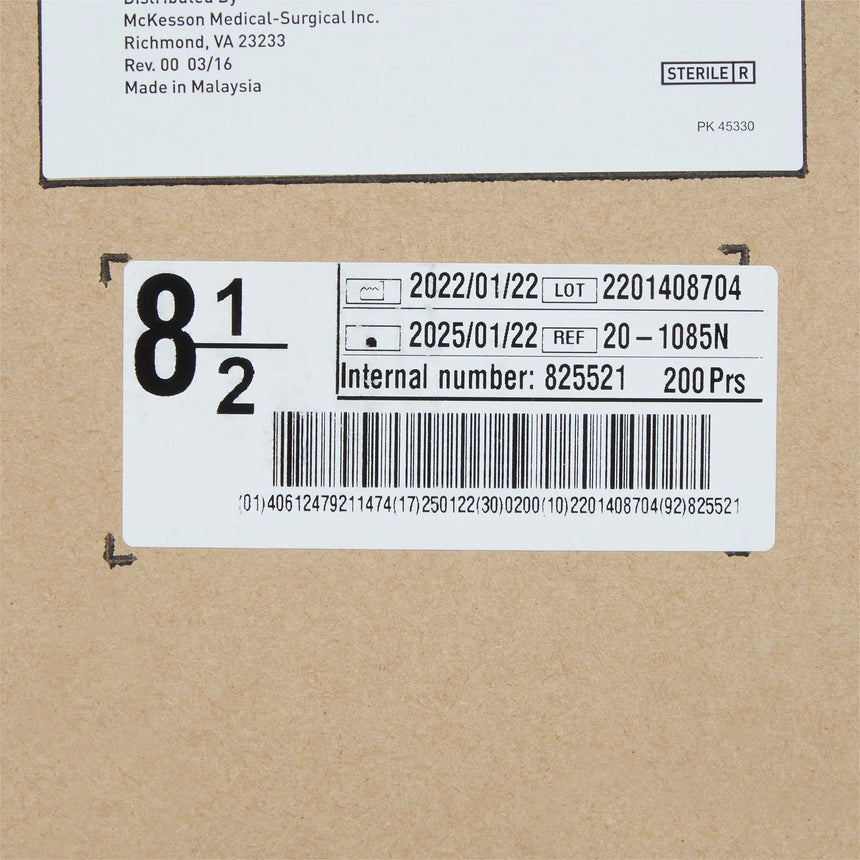 Distributed By
McKesson Medical-Surgical Inc.
Richmond, VA 23233
Rev. 00 03/16
Made in Malaysia
STERILE R
PK 45330
8 1/2
2022/01/22 LOT 2201408704
2025/01/22 REF 20-1085N
Internal number: 825521 200 Prs
(01)40612479211474(17)250122(30)0200(10)2201408704(92)825521